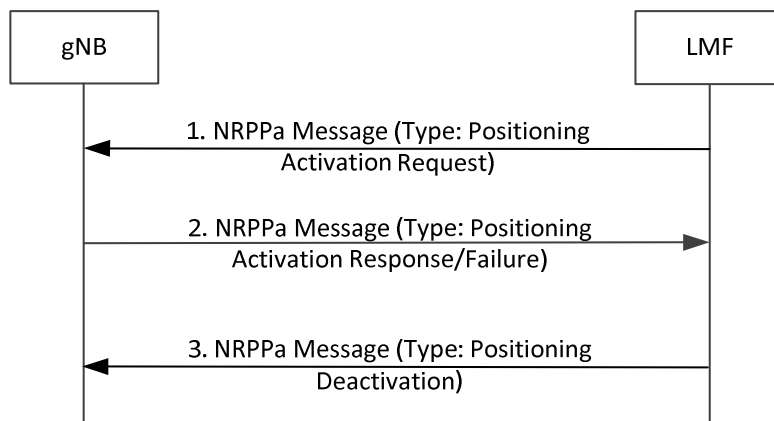 gNB
LMF
1. NRPPa Message (Type: Positioning
Activation Request)
2. NRPPa Message (Type: Positioning
Activation Response/Failure)
3. NRPPa Message (Type: Positioning
Deactivation)